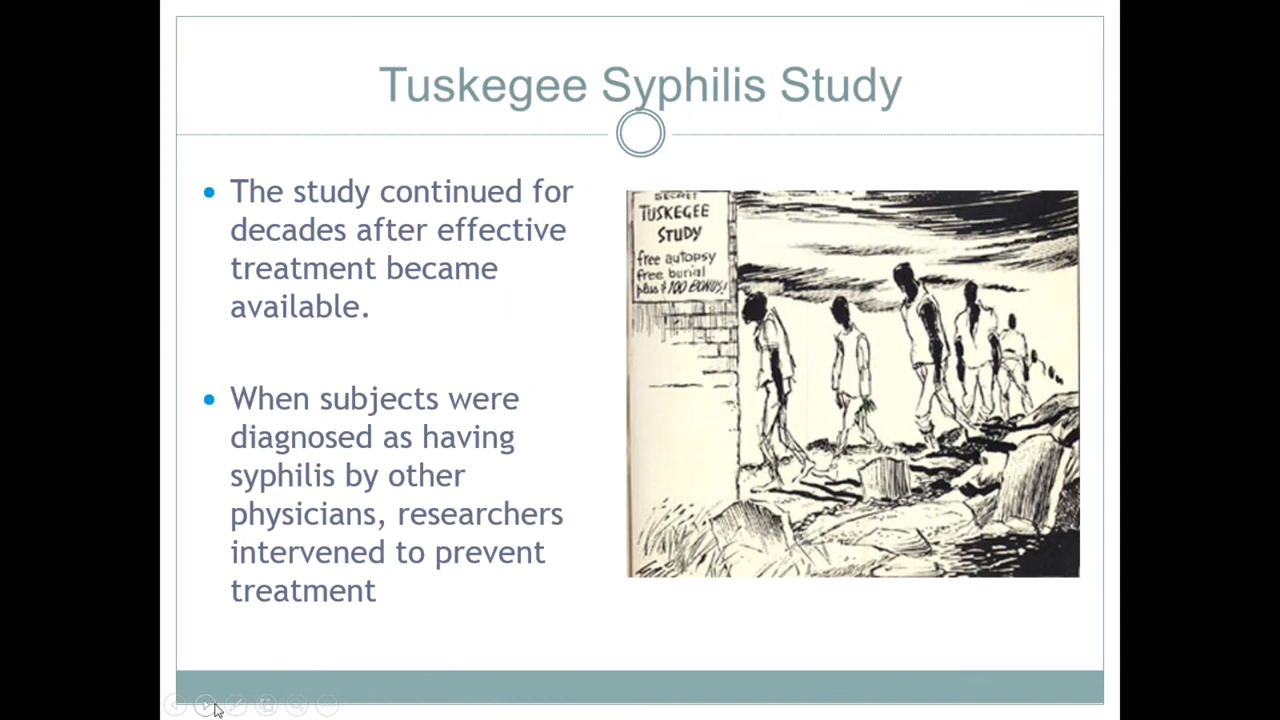 Tuskegee Syphilis Study
The study continued for
decades after effective
treatment became
available.
When subjects were
diagnosed as having
syphilis by other
physicians, researchers
intervened to prevent
treatment
SECRET
TUSKEGEE
STUDY
free autopsy
free burial
plus $100 BONUS!